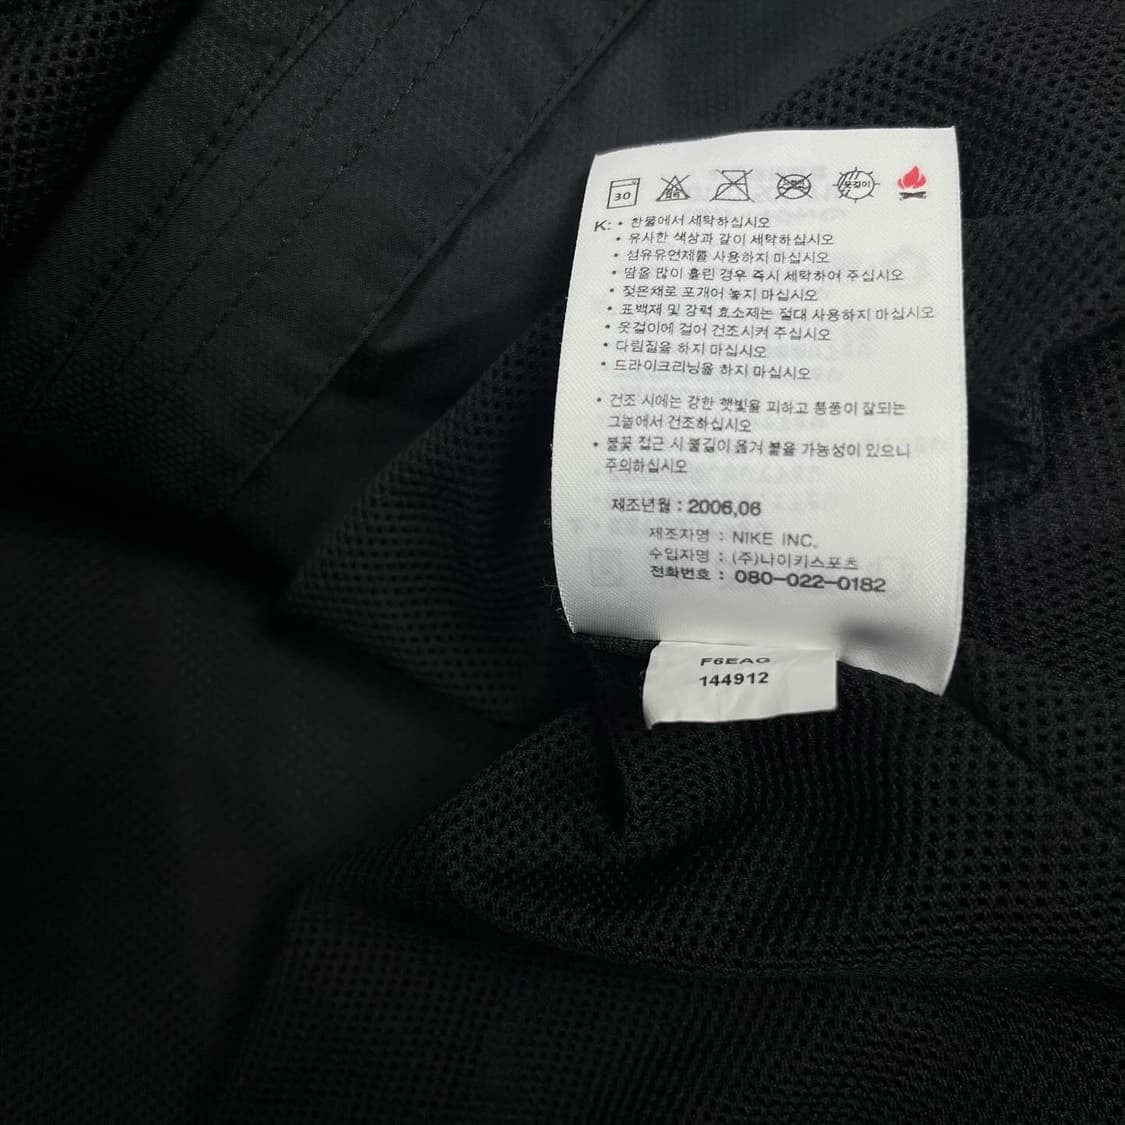 30
K: • 찬물에서 세탁하십시오
• 유사한 색상과 같이 세탁하십시오
• 섬유유연제를 사용하지 마십시오
• 땀을 많이 흘린 경우 즉시 세탁하여 주십시오
• 젖은채로 포개어 놓지 마십시오
• 표백제 및 강력 효소제는 절대 사용하지 마십시오
• 옷걸이에 걸어 건조시켜 주십시오
• 다림질을 하지 마십시오
• 드라이크리닝을 하지 마십시오
• 건조 시에는 강한 햇빛을 피하고 통풍이 잘되는
그늘에서 건조하십시오
• 불꽃 접근 시 불길이 옮겨 붙을 가능성이 있으니
주의하십시오
제조년월 : 2006.06
제조자명 : NIKE INC.
수입자명 : (주)나이키스포츠
전화번호 : 080-022-0182
F6EAG
144912